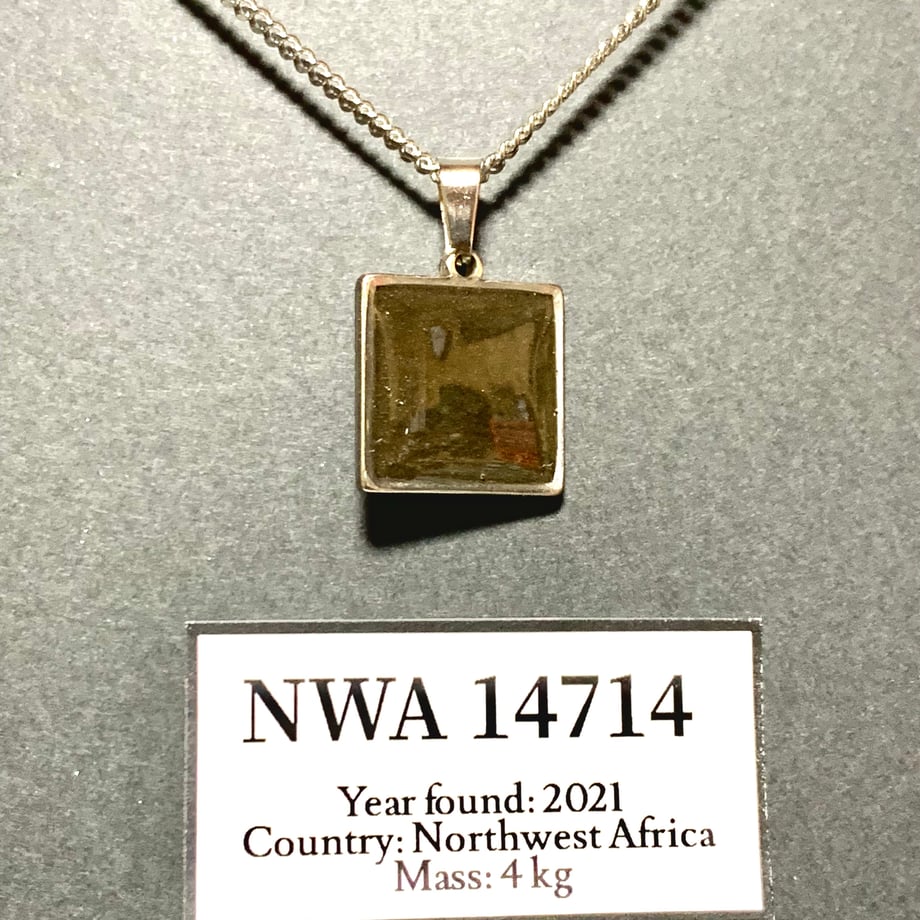 NWA 14714
Year found: 2021
Country: Northwest Africa
Mass: 4 kg